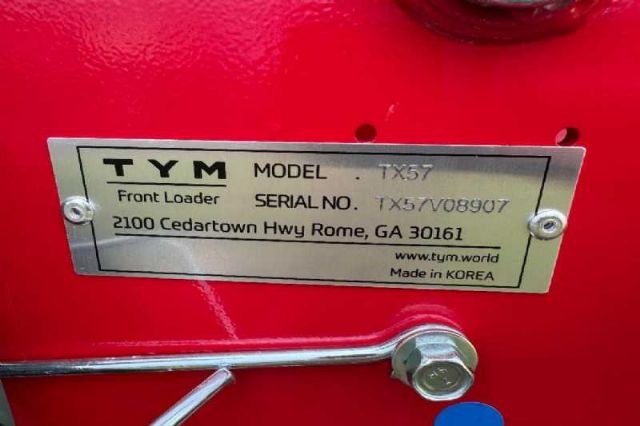 TYM MODEL . TX57
Front Loader SERIAL NO. TX57V08907
2100 Cedartown Hwy Rome, GA 30161
www.tym.world
Made in KOREA